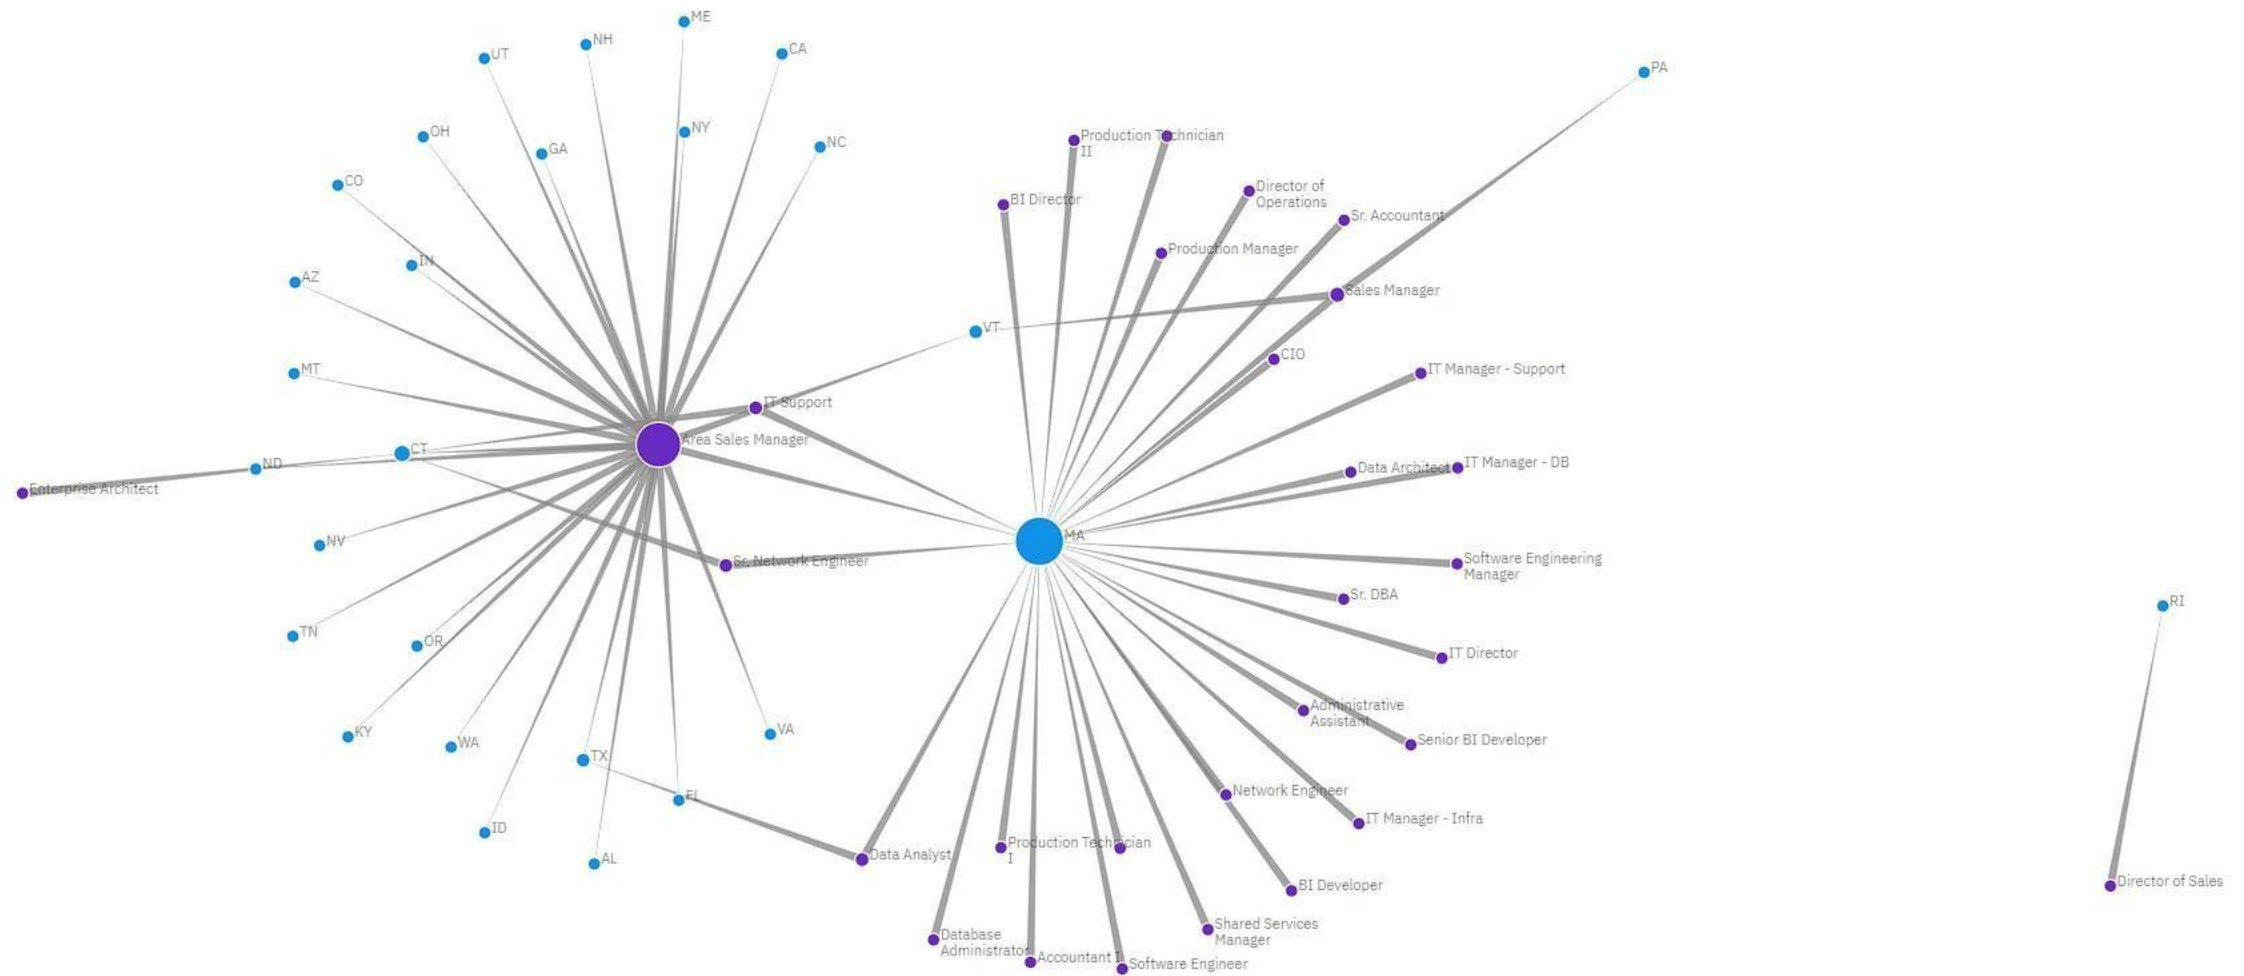 ME
NH
CA
UT
PA
NY
OH
Production Technician
II
NC
GA
CO
Director of
Operations
BI Director
Sr. Accountant
Production Manager
IN
AZ
Sales Manager
VT
CIO
MT
IT Manager - Support
IT Support
Area Sales Manager
CT
ND
IT Manager - DB
Data Architect
Enterprise Architect
MA
NV
Software Engineering
Manager
Sr. Network Engineer
Sr. DBA
RI
TN
OR
IT Director
Administrative
Assistant
VA
KY
Senior BI Developer
WA
TX
Network Engineer
FL
IT Manager - Infra
ID
Production Technician
I
Data Analyst
AL
Director of Sales
BI Developer
Shared Services
Manager
Database
Administrator
Accountant I
Software Engineer